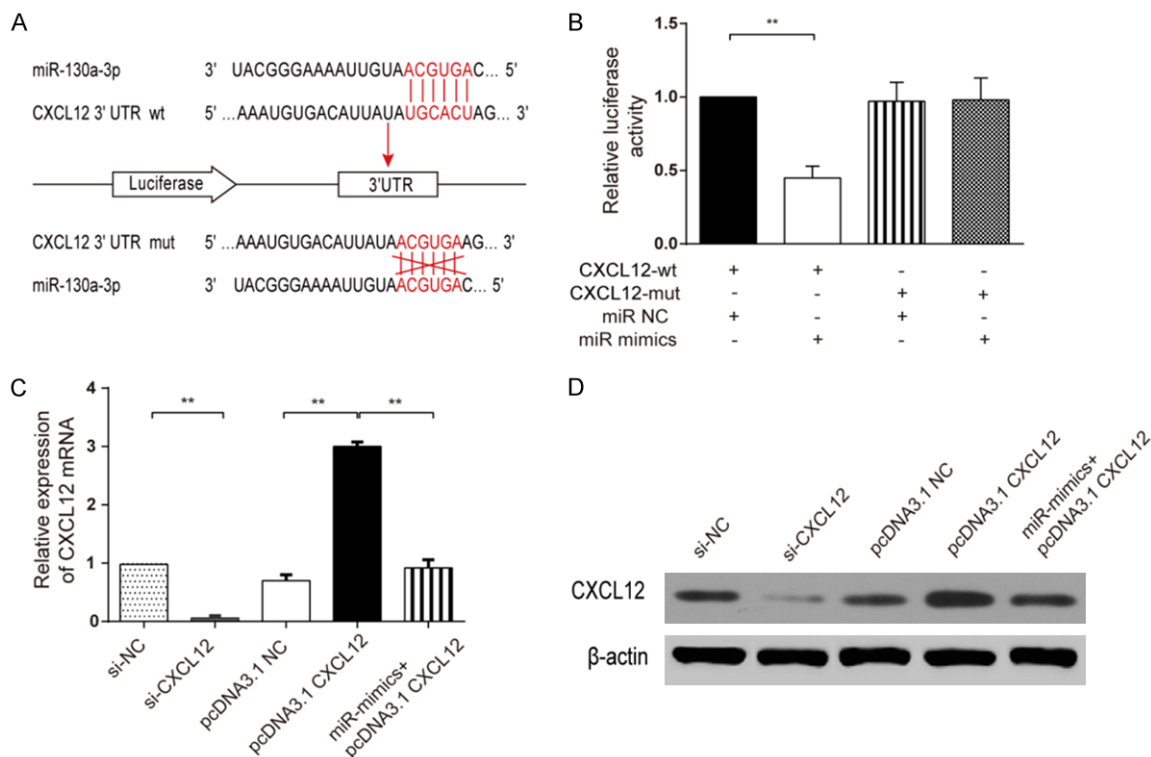 A
miR-130a-3p 3' UACGGGAAAAUUGUAACGUGAC... 5'
CXCL12 3' UTR wt 5' ...AAAUGUGACAUUAUAUGCACUAG... 3'
Luciferase
3'UTR
CXCL12 3' UTR mut 5' ...AAAUGUGACAUUAUAACGUGAAG... 3'
miR-130a-3p 3' UACGGGAAAAUUGUAACGUGAC... 5'
B
Relative luciferase
activity
1.5
1.0
0.5
0.0
**
CXCL12-wt + + - -
CXCL12-mut - - + +
miR NC + - + -
miR mimics - + - +
C
Relative expression
of CXCL12 mRNA
4
3
2
1
0
** ** **
si-NC
si-CXCL12
pcDNA3.1 NC
pcDNA3.1 CXCL12
miR-mimics+
pcDNA3.1 CXCL12
D
si-NC
si-CXCL12
pcDNA3.1 NC
pcDNA3.1 CXCL12
miR-mimics+
pcDNA3.1 CXCL12
CXCL12
β-actin